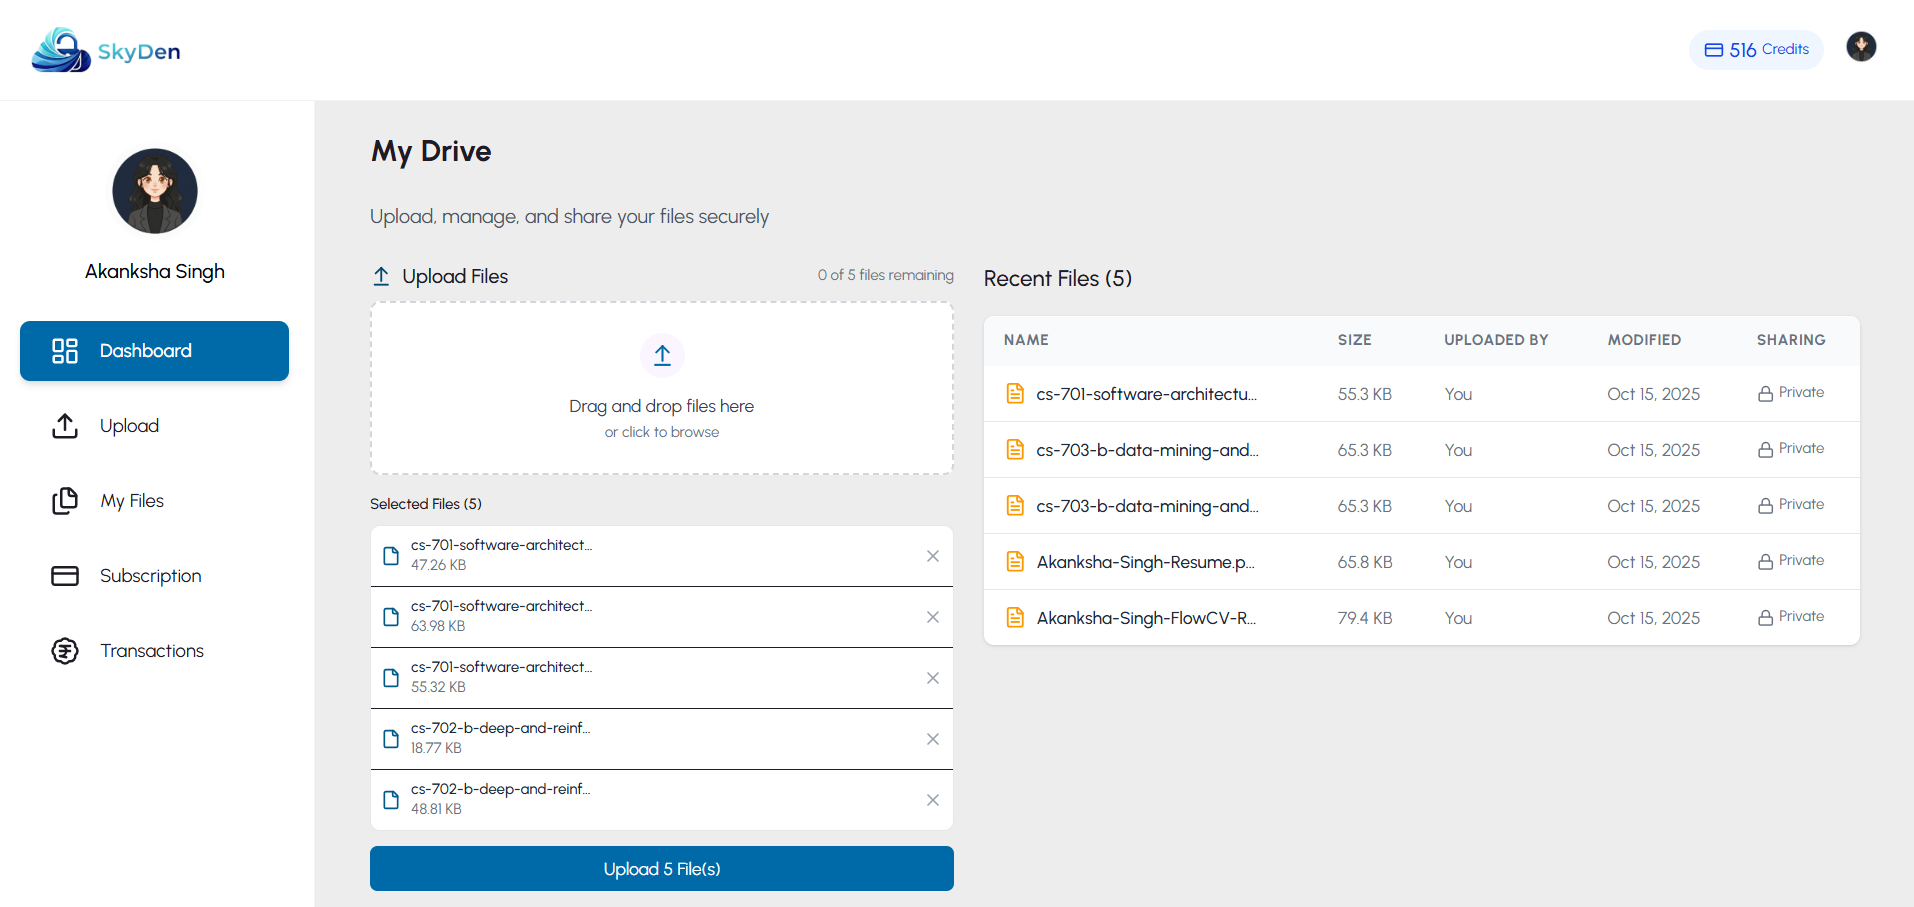 SkyDen
516 Credits
Akanksha Singh
Dashboard
Upload
My Files
Subscription
Transactions
My Drive
Upload, manage, and share your files securely
Upload Files
0 of 5 files remaining
Drag and drop files here
or click to browse
Selected Files (5)
cs-701-software-architect...
47.26 KB
cs-701-software-architect...
63.98 KB
cs-701-software-architect...
55.32 KB
cs-702-b-deep-and-reinf...
18.77 KB
cs-702-b-deep-and-reinf...
48.81 KB
Upload 5 File(s)
Recent Files (5)
NAME SIZE UPLOADED BY MODIFIED SHARING
cs-701-software-architectu... 55.3 KB You Oct 15, 2025 Private
cs-703-b-data-mining-and... 65.3 KB You Oct 15, 2025 Private
cs-703-b-data-mining-and... 65.3 KB You Oct 15, 2025 Private
Akanksha-Singh-Resume.p... 65.8 KB You Oct 15, 2025 Private
Akanksha-Singh-FlowCV-R... 79.4 KB You Oct 15, 2025 Private